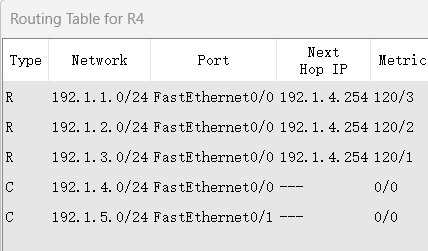 Routing Table for R4
Type Network Port Next Hop IP Metric
R 192.1.1.0/24 FastEthernet0/0 192.1.4.254 120/3
R 192.1.2.0/24 FastEthernet0/0 192.1.4.254 120/2
R 192.1.3.0/24 FastEthernet0/0 192.1.4.254 120/1
C 192.1.4.0/24 FastEthernet0/0 --- 0/0
C 192.1.5.0/24 FastEthernet0/1 --- 0/0